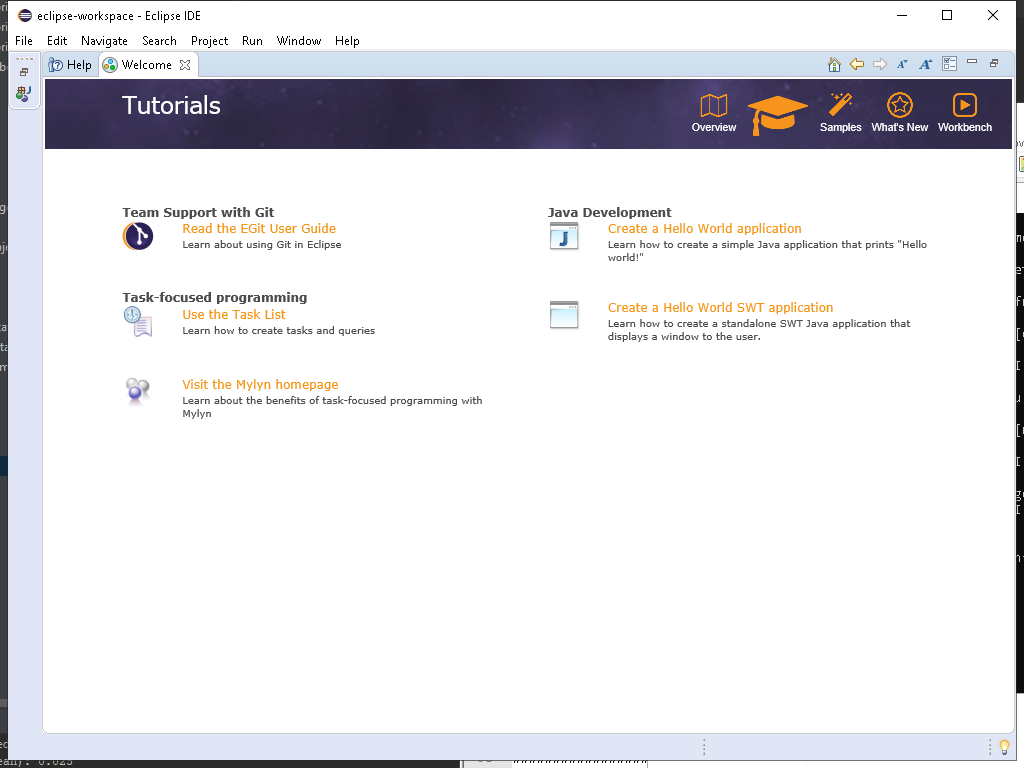 eclipse-workspace - Eclipse IDE
File Edit Navigate Search Project Run Window Help
Help Welcome
Tutorials
Overview Samples What's New Workbench
Team Support with Git
Read the EGit User Guide
Learn about using Git in Eclipse
Task-focused programming
Use the Task List
Learn how to create tasks and queries
Visit the Mylyn homepage
Learn about the benefits of task-focused programming with
Mylyn
Java Development
Create a Hello World application
Learn how to create a simple Java application that prints "Hello
world!"
Create a Hello World SWT application
Learn how to create a standalone SWT Java application that
displays a window to the user.